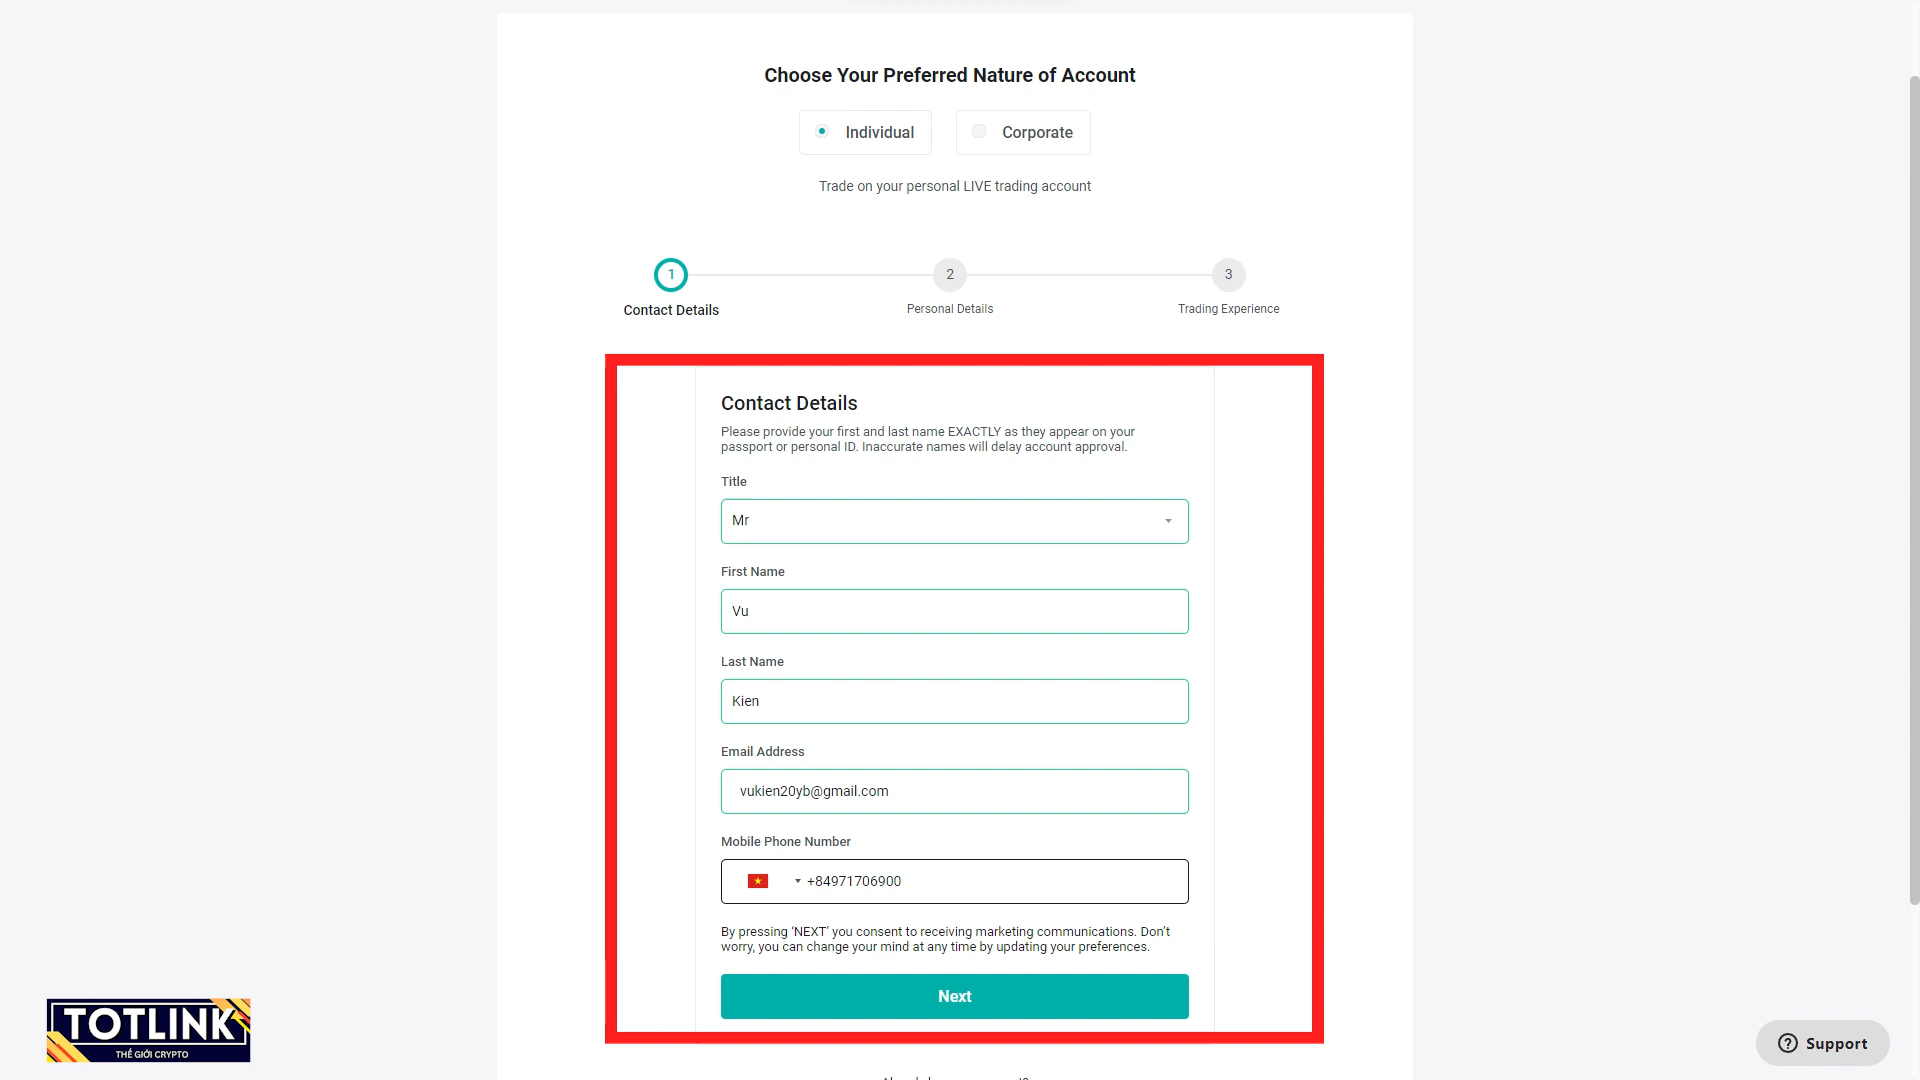 Choose Your Preferred Nature of Account
Individual
Corporate
Trade on your personal LIVE trading account
1
2
3
Contact Details
Personal Details
Trading Experience
Contact Details
Please provide your first and last name EXACTLY as they appear on your
passport or personal ID. Inaccurate names will delay account approval.
Title
Mr
First Name
Vu
Last Name
Kien
Email Address
vukien20yb@gmail.com
Mobile Phone Number
+84971706900
By pressing ‘NEXT’ you consent to receiving marketing communications. Don’t
worry, you can change your mind at any time by updating your preferences.
Next
TOTLINK
THẾ GIỚI CRYPTO
Support